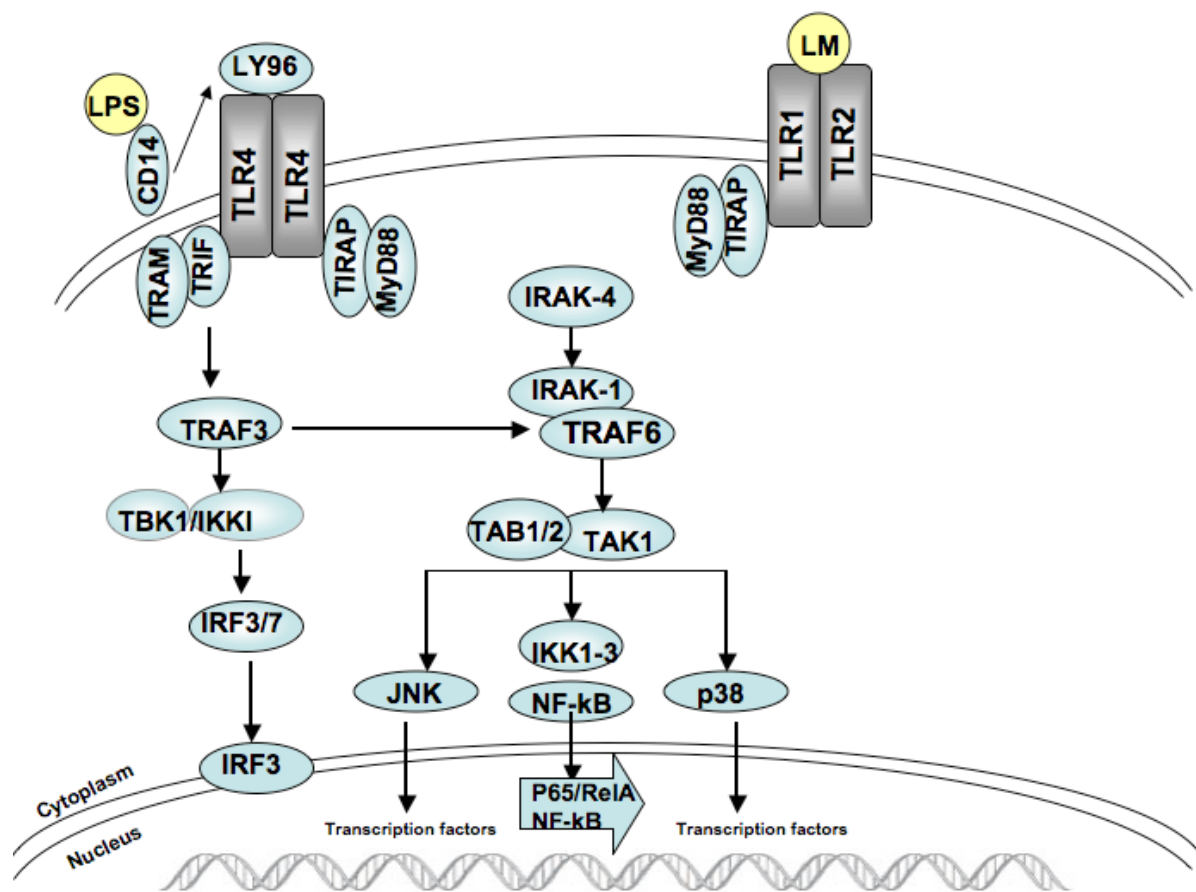 LY96
LM
LPS
CD14
TLR4
TLR4
TLR1
TLR2
TRAM
TRIF
TIRAP
MyD88
MyD88
TIRAP
IRAK-4
IRAK-1
TRAF3
TRAF6
TBK1/IKKI
TAB1/2
TAK1
IRF3/7
IKK1-3
JNK
NF-kB
p38
IRF3
Cytoplasm
Nucleus
P65/RelA
NF-kB
Transcription factors
Transcription factors